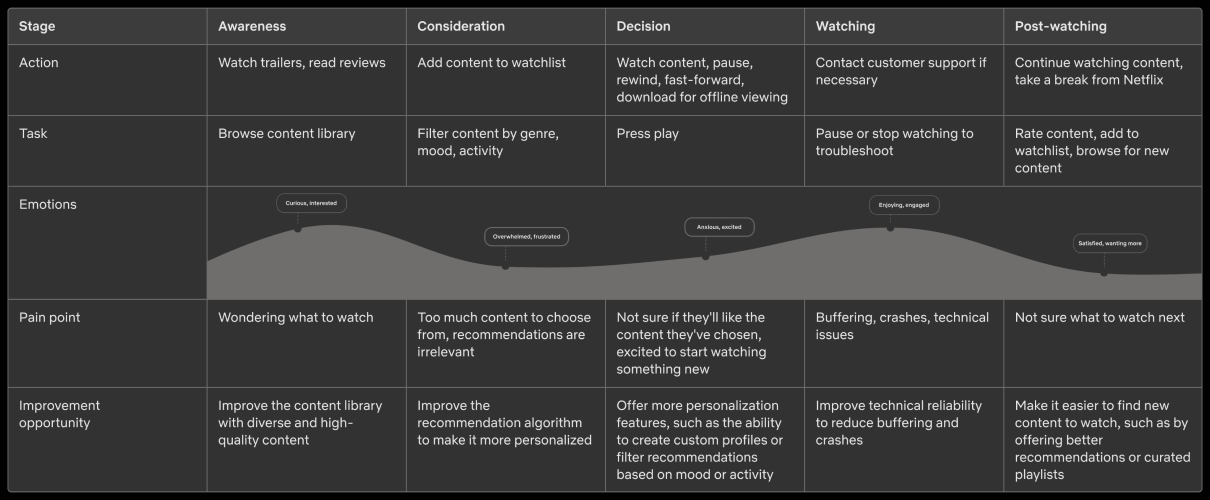 Stage
Awareness
Consideration
Decision
Watching
Post-watching
Action
Watch trailers, read reviews
Add content to watchlist
Watch content, pause,
rewind, fast-forward,
download for offline viewing
Contact customer support if
necessary
Continue watching content,
take a break from Netflix
Task
Browse content library
Filter content by genre,
mood, activity
Press play
Pause or stop watching to
troubleshoot
Rate content, add to
watchlist, browse for new
content
Emotions
Curious, interested
Overwhelmed, frustrated
Anxious, excited
Enjoying, engaged
Satisfied, wanting more
Pain point
Wondering what to watch
Too much content to choose
from, recommendations are
irrelevant
Not sure if they'll like the
content they've chosen,
excited to start watching
something new
Buffering, crashes, technical
issues
Not sure what to watch next
Improvement
opportunity
Improve the content library
with diverse and high-
quality content
Improve the
recommendation algorithm
to make it more personalized
Offer more personalization
features, such as the ability
to create custom profiles or
filter recommendations
based on mood or activity
Improve technical reliability
to reduce buffering and
crashes
Make it easier to find new
content to watch, such as by
offering better
recommendations or curated
playlists